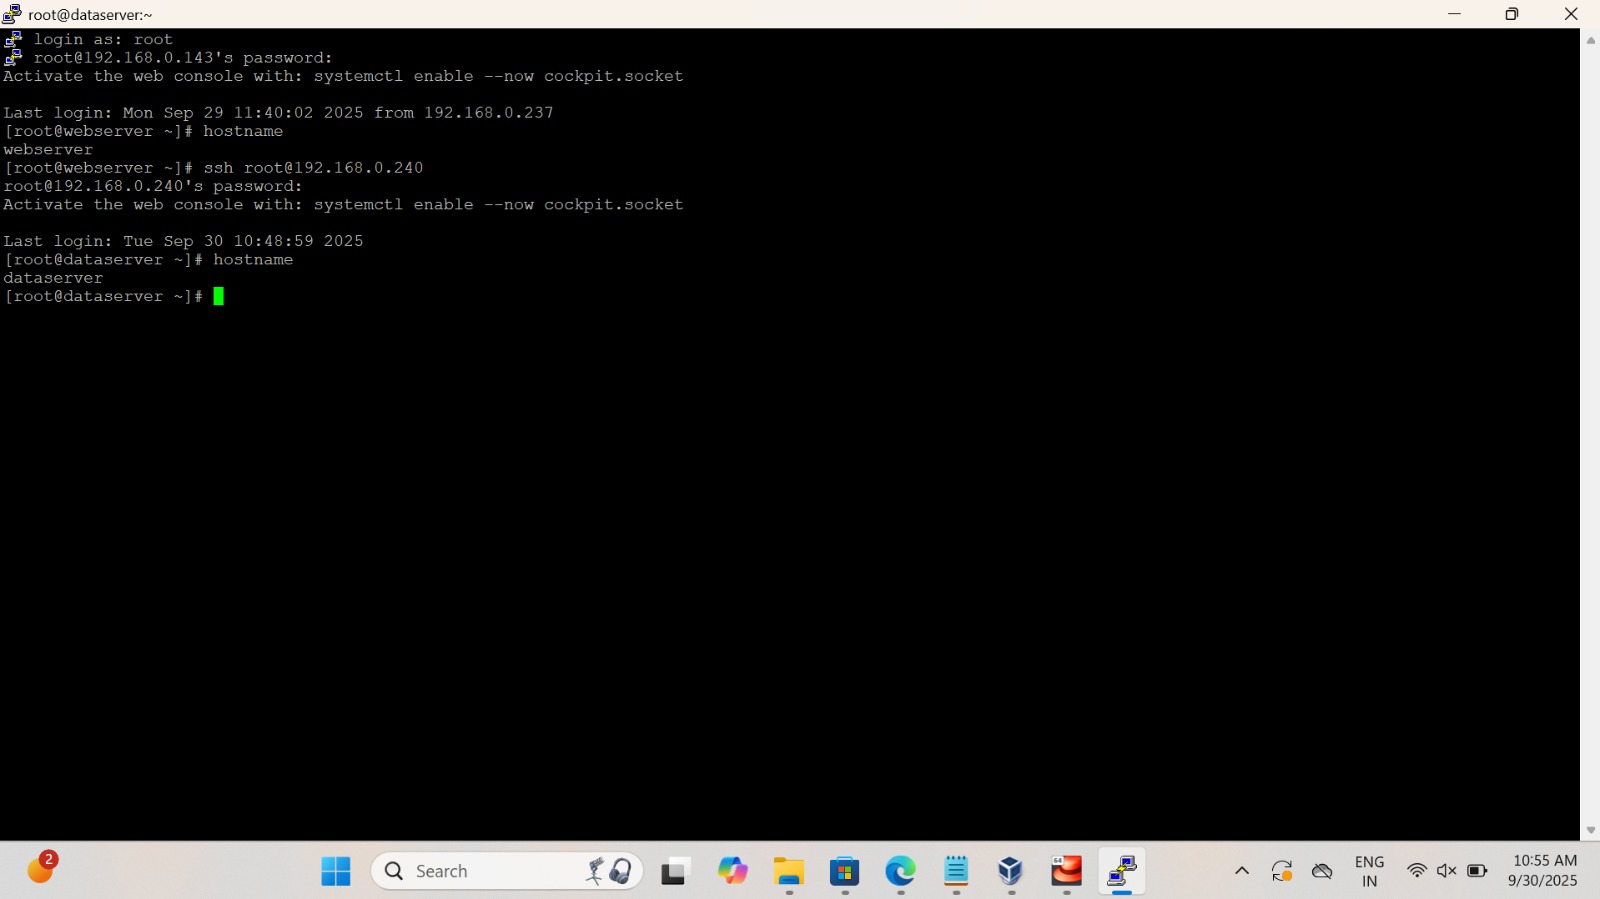 root@dataserver:~
login as: root
root@192.168.0.143's password:
Activate the web console with: systemctl enable --now cockpit.socket
Last login: Mon Sep 29 11:40:02 2025 from 192.168.0.237
[root@webserver ~]# hostname
webserver
[root@webserver ~]# ssh root@192.168.0.240
root@192.168.0.240's password:
Activate the web console with: systemctl enable --now cockpit.socket
Last login: Tue Sep 30 10:48:59 2025
[root@dataserver ~]# hostname
dataserver
[root@dataserver ~]#
2
Search
64
ENG
IN
10:55 AM
9/30/2025